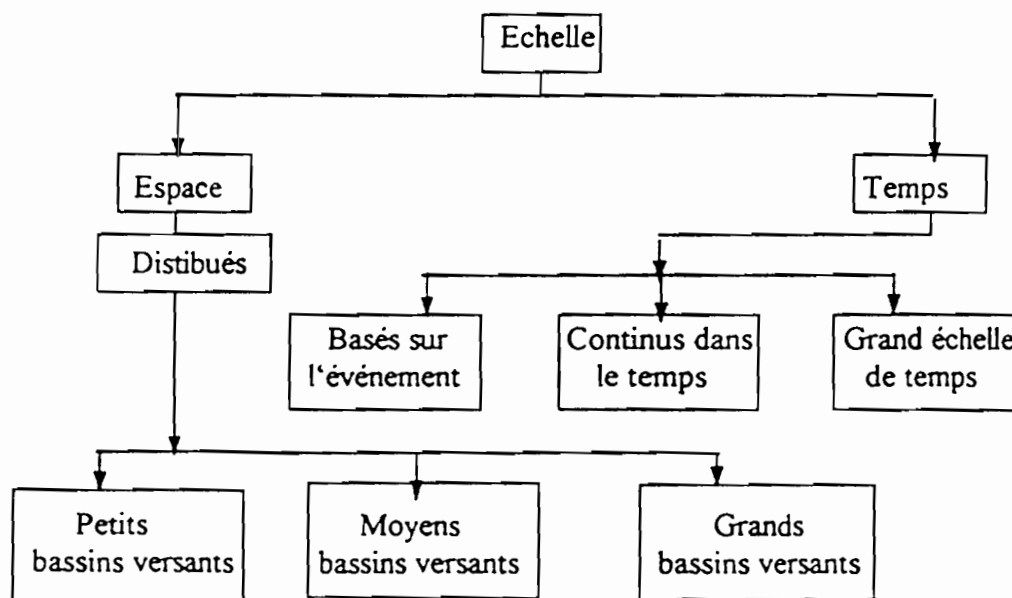 Echelle
Espace
Temps
Distibués
Basés sur
l'événement
Continus dans
le temps
Grand échelle
de temps
Petits
bassins versants
Moyens
bassins versants
Grands
bassins versants